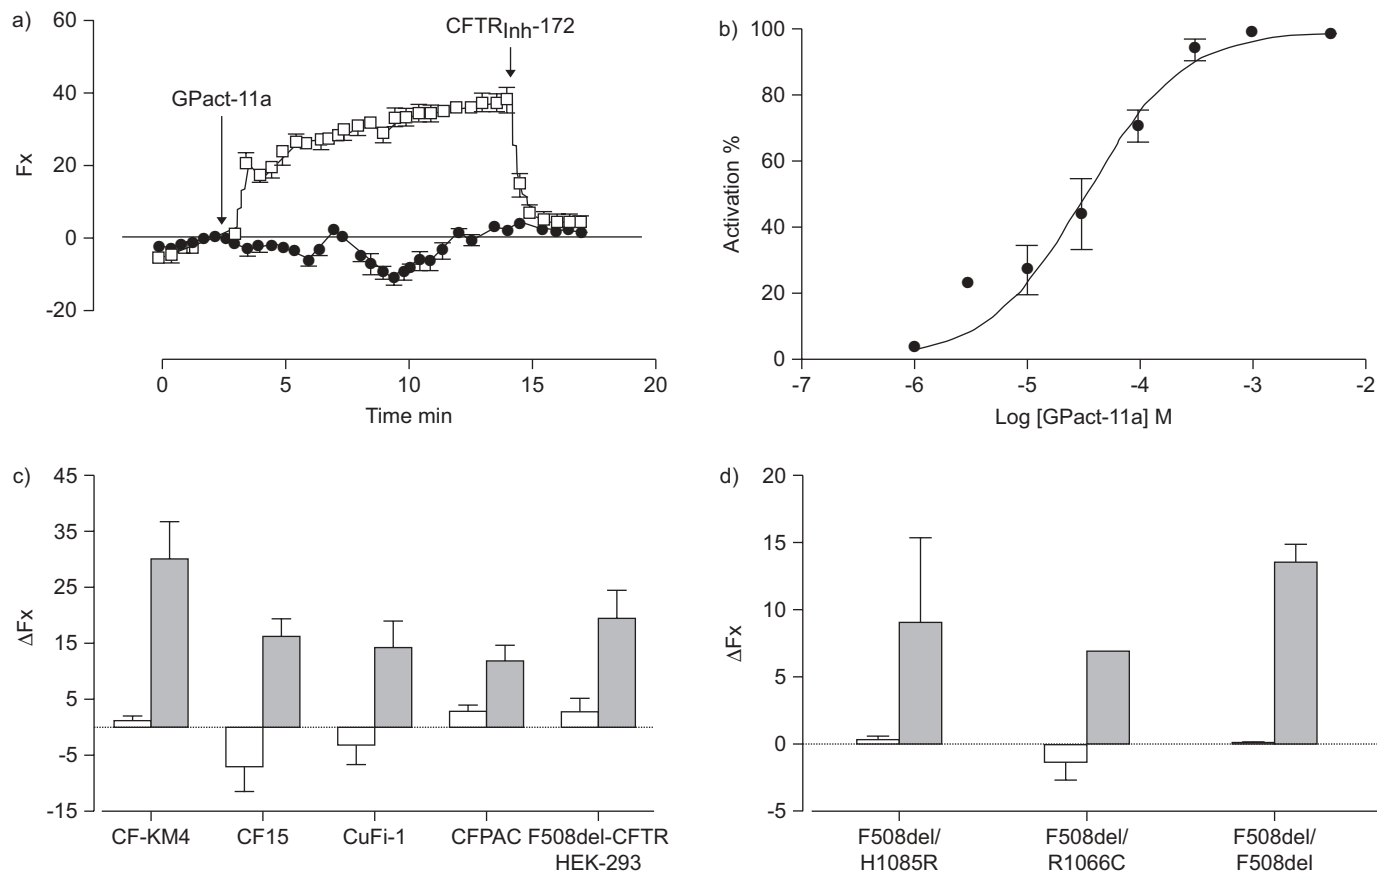 a)
60
40
20
0
-20
Fx
GPact-11a
CFTRInh-172
0 5 10 15 20
Time min
b)
100
80
60
40
20
0
Activation %
-7 -6 -5 -4 -3 -2
Log [GPact-11a] M
c)
45
35
25
15
5
-5
-15
ΔFx
CF-KM4 CF15 CuFi-1 CFPAC F508del-CFTR
HEK-293
d)
20
15
10
5
0
-5
ΔFx
F508del/ F508del/ F508del/
H1085R R1066C F508del